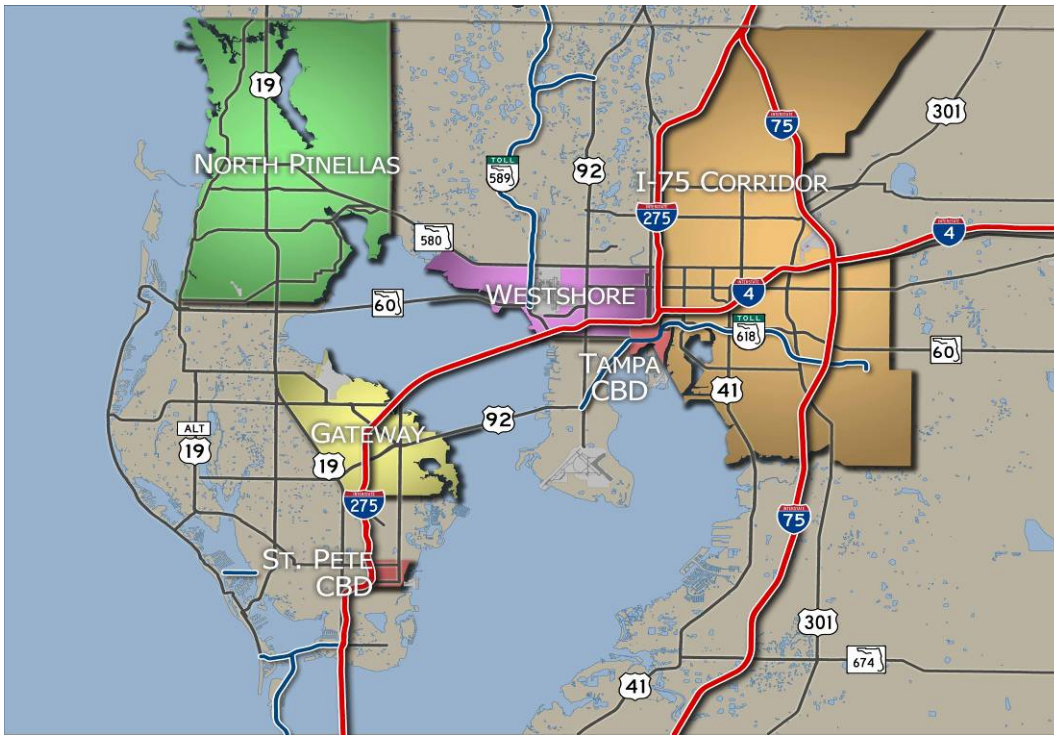 19
75
301
NORTH PINELLAS
TOLL
589
92
I-75 CORRIDOR
275
580
4
WESTSHORE
60
4
TOLL
618
60
TAMPA
CBD
41
92
ALT
19
GATEWAY
19
275
75
ST. PETE
CBD
301
674
41